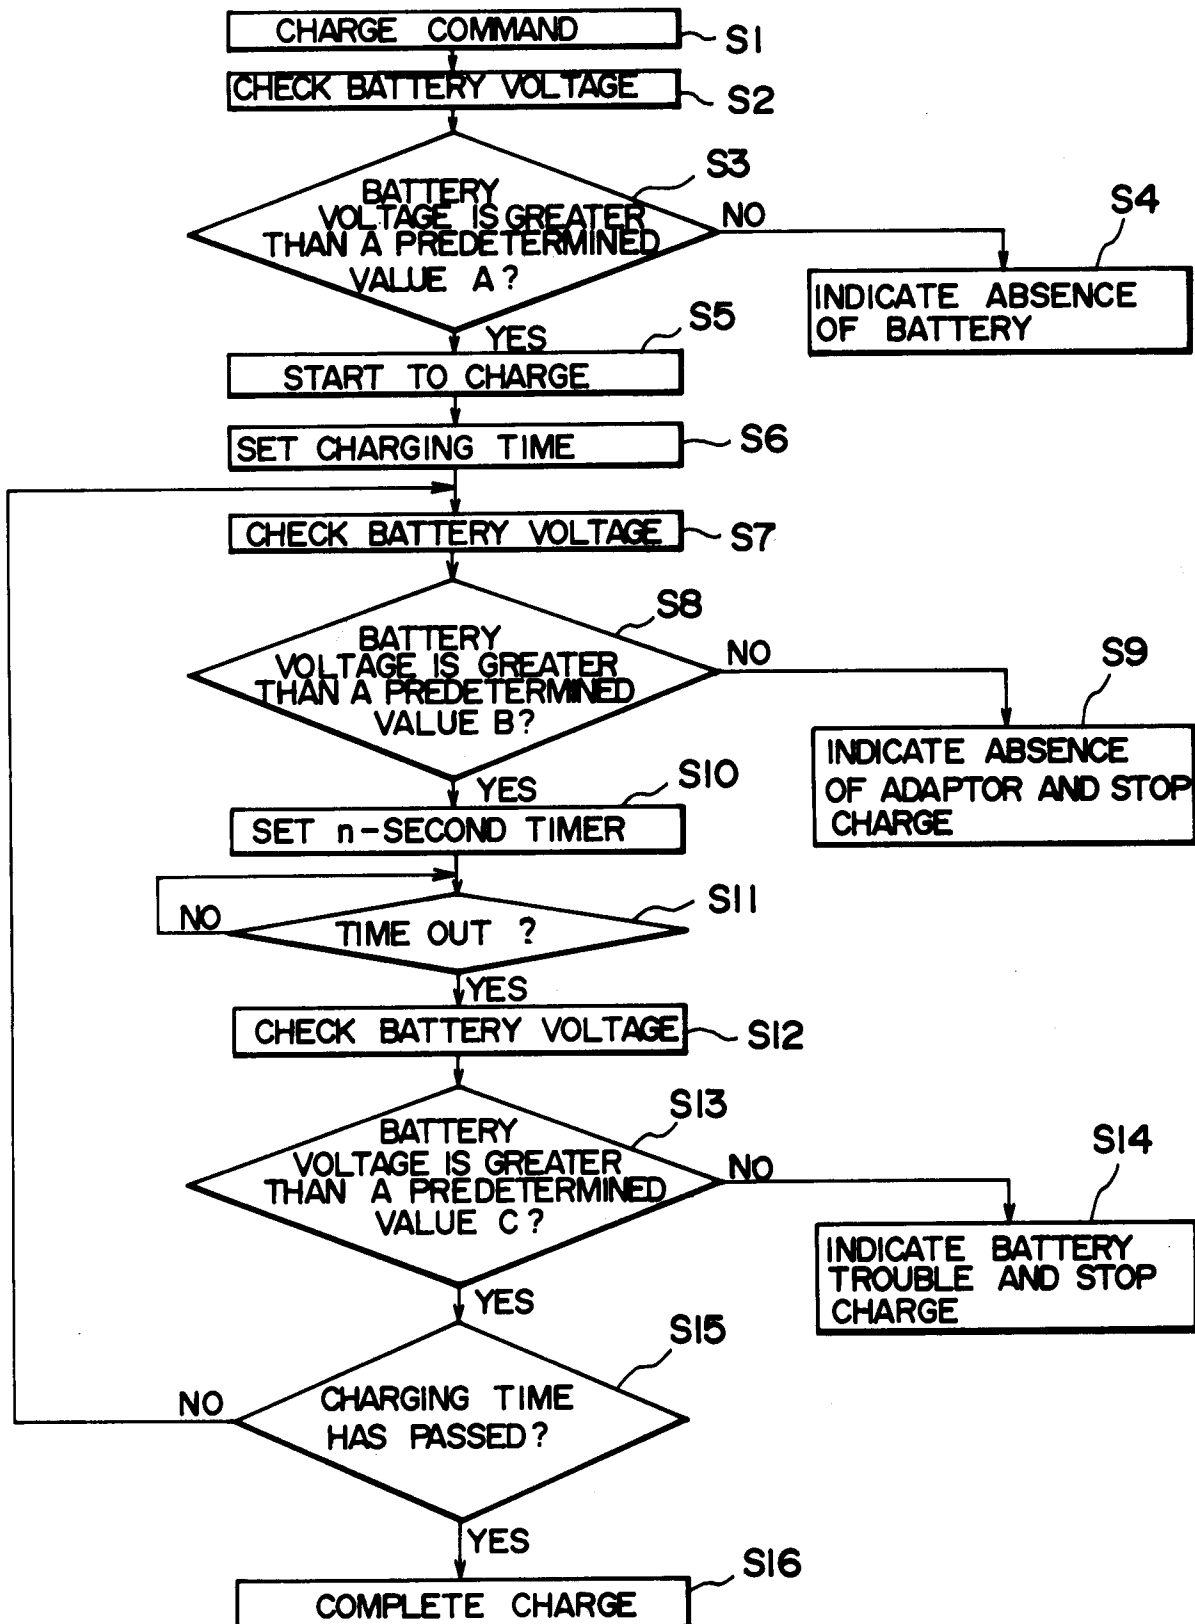 CHARGE COMMAND
S1
CHECK BATTERY VOLTAGE
S2
S3
BATTERY
VOLTAGE IS GREATER
THAN A PREDETERMINED
VALUE A?
NO
S4
INDICATE ABSENCE
OF BATTERY
YES
S5
START TO CHARGE
SET CHARGING TIME
S6
CHECK BATTERY VOLTAGE
S7
S8
BATTERY
VOLTAGE IS GREATER
THAN A PREDETERMINED
VALUE B?
NO
S9
INDICATE ABSENCE
OF ADAPTOR AND STOP
CHARGE
YES
S10
SET n-SECOND TIMER
S11
NO
TIME OUT ?
YES
CHECK BATTERY VOLTAGE
S12
S13
BATTERY
VOLTAGE IS GREATER
THAN A PREDETERMINED
VALUE C?
NO
S14
INDICATE BATTERY
TROUBLE AND STOP
CHARGE
YES
S15
NO
CHARGING TIME
HAS PASSED?
YES
S16
COMPLETE CHARGE